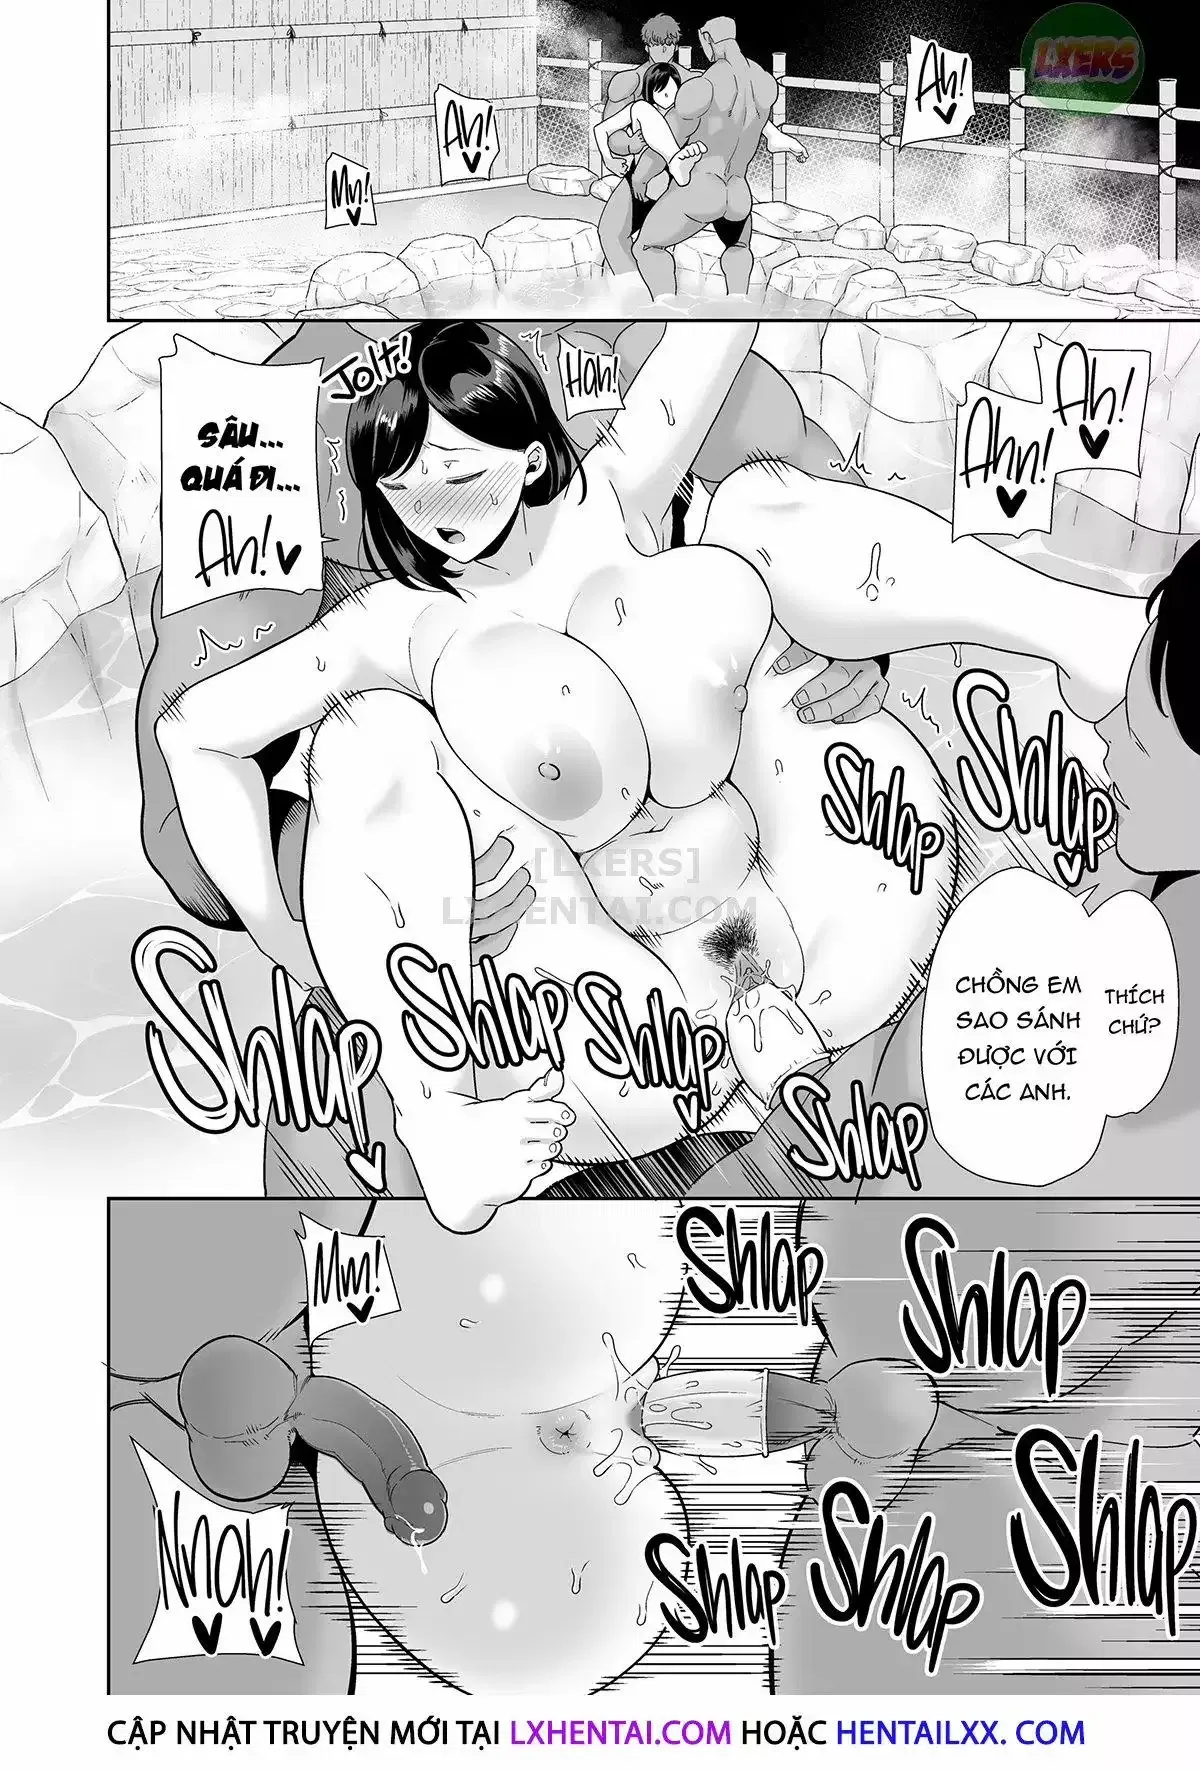 LXERS
Ah!
Ah!
Mn!
Ah!
Ahn!
Hah!
Jolt!
SÂU...
QUÁ ĐI...
Ah!
Shlap
Shlap
THÍCH
CHỨ?
CHỒNG EM
SAO SÁNH
ĐƯỢC VỚI
CÁC ANH.
[LXERS]
LXHENTAI.COM
Shlap
Shlap
Shlap
Shlap
Mm!
Shlap
Shlap
Nnah!
Shlap
Shlap
Shlap
CẬP NHẬT TRUYỆN MỚI TẠI LXHENTAI.COM HOẶC HENTAILXX. COM